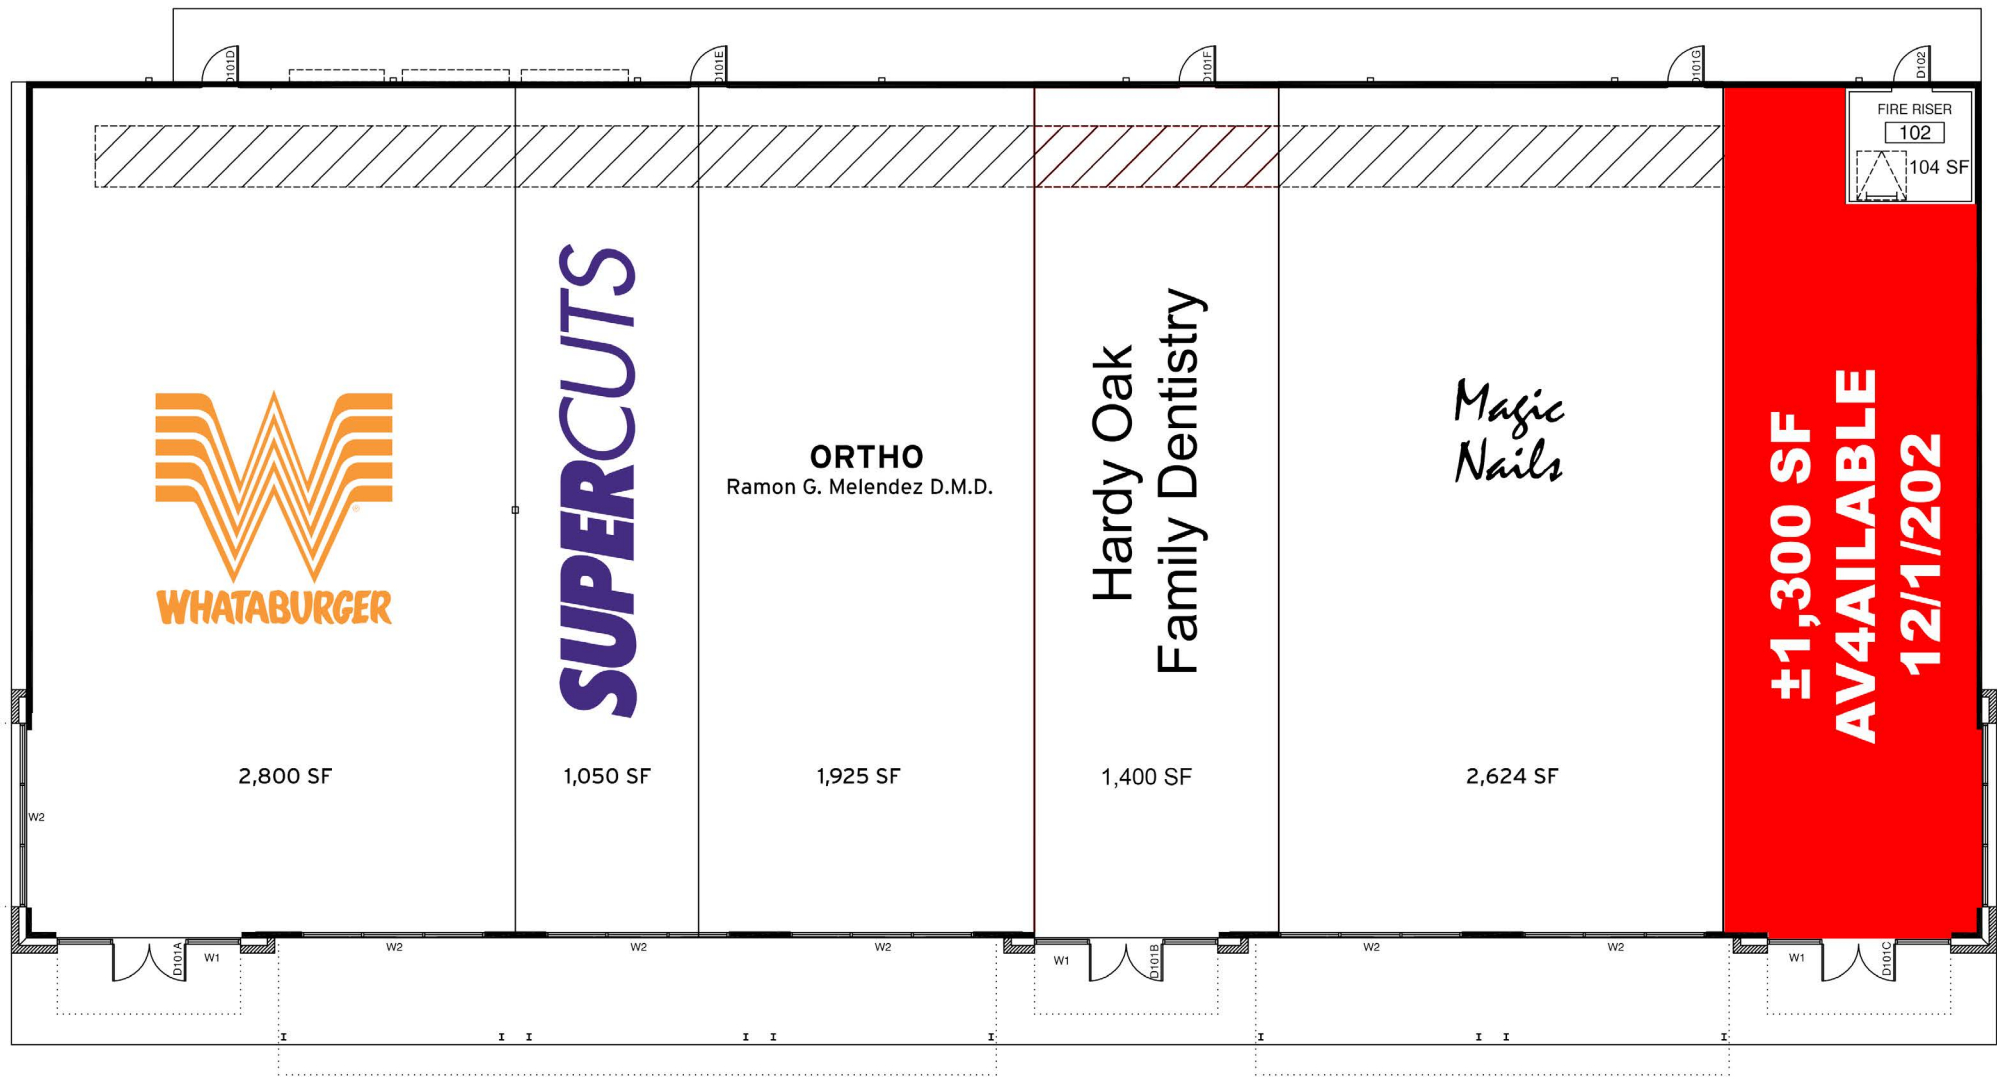 D101D
D101E
D101F
D101G
D102
FIRE RISER
102
104 SF
WHATABURGER
®
SUPERCUTS
ORTHO
Ramon G. Melendez D.M.D.
Hardy Oak
Family Dentistry
Magic
Nails
±1,300 SF
AV4AILABLE
12/1/202
2,800 SF
1,050 SF
1,925 SF
1,400 SF
2,624 SF
W2
D101A
W1
W2
W2
W2
W1
D101B
W2
W2
W1
D101C